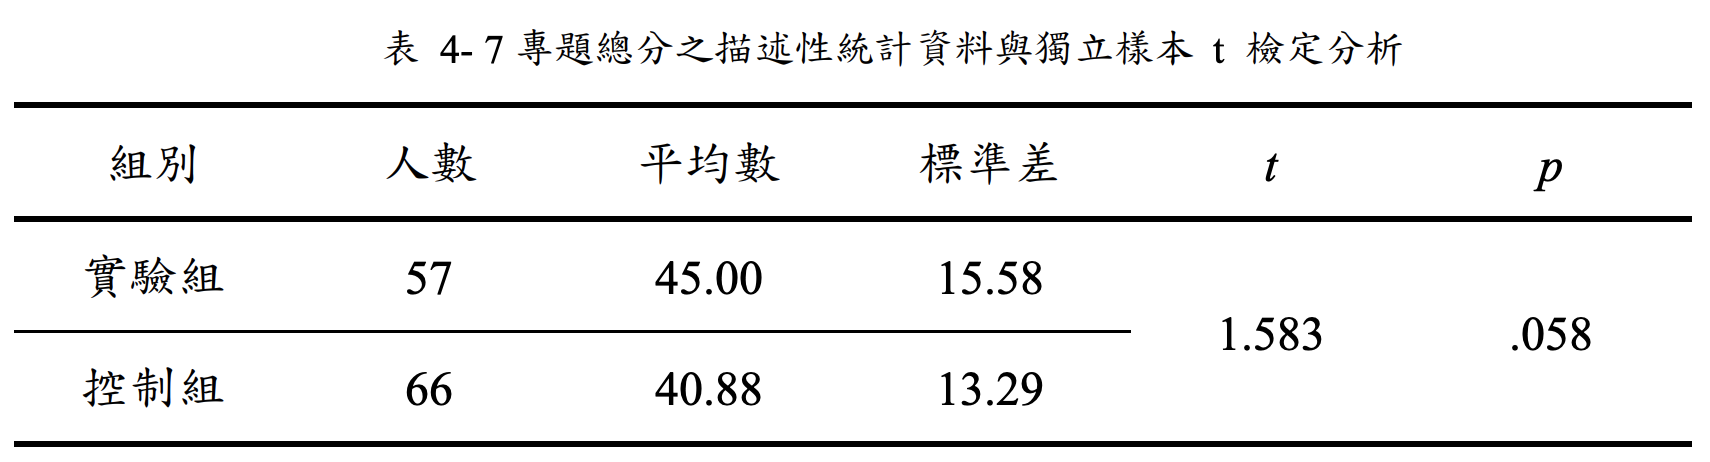 表 4- 7 專題總分之描述性統計資料與獨立樣本 t 檢定分析
組別 人數 平均數 標準差 t p
實驗組 57 45.00 15.58
1.583 .058
控制組 66 40.88 13.29